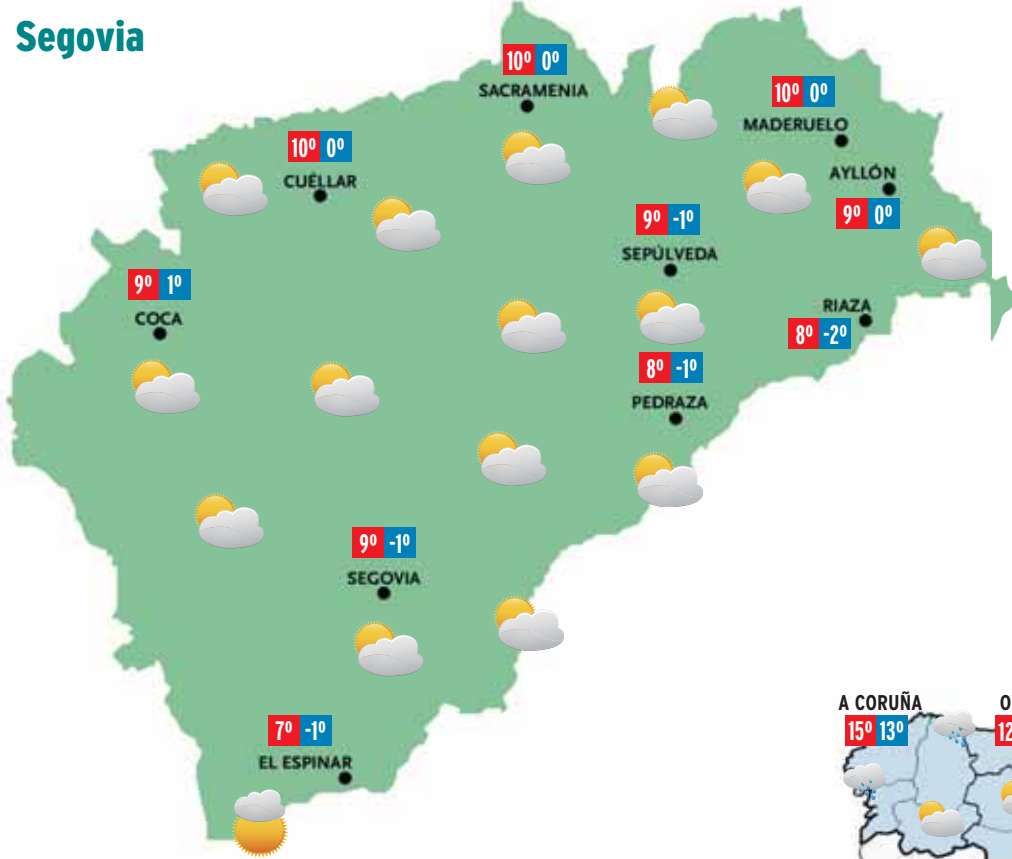 Segovia
10º 0º
SACRAMENIA
10º 0º
MADERUELO
10º 0º
CUÉLLAR
AYLLÓN
9º 0º
9º -1º
SEPÚLVEDA
9º 1º
COCA
RIAZA
8º -2º
8º -1º
PEDRAZA
9º -1º
SEGOVIA
7º -1º
EL ESPINAR
A CORUÑA
15º 13º
O
12